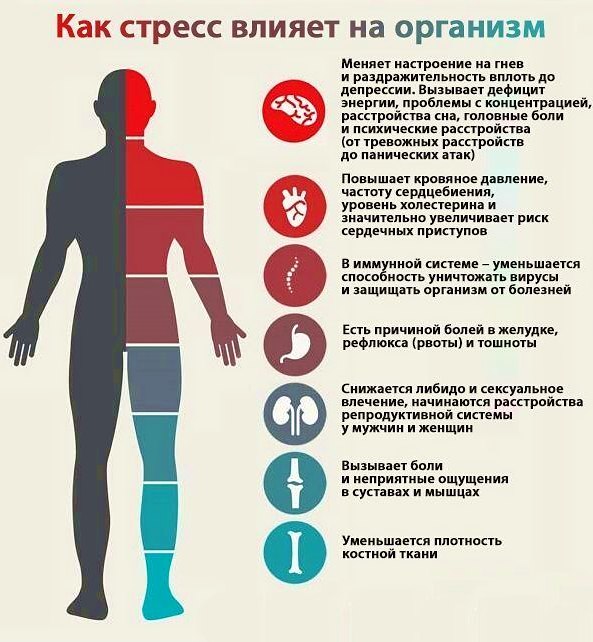 Как стресс влияет на организм
Меняет настроение на гнев
и раздражительность вплоть до
депрессии. Вызывает дефицит
энергии, проблемы с концентрацией,
расстройства сна, головные боли
и психические расстройства
(от тревожных расстройств
до панических атак)
Повышает кровяное давление,
частоту сердцебиения,
уровень холестерина и
значительно увеличивает риск
сердечных приступов
В иммунной системе – уменьшается
способность уничтожать вирусы
и защищать организм от болезней
Есть причиной болей в желудке,
рефлюкса (рвоты) и тошноты
Снижается либидо и сексуальное
влечение, начинаются расстройства
репродуктивной системы
у мужчин и женщин
Вызывает боли
и неприятные ощущения
в суставах и мышцах
Уменьшается плотность
костной ткани